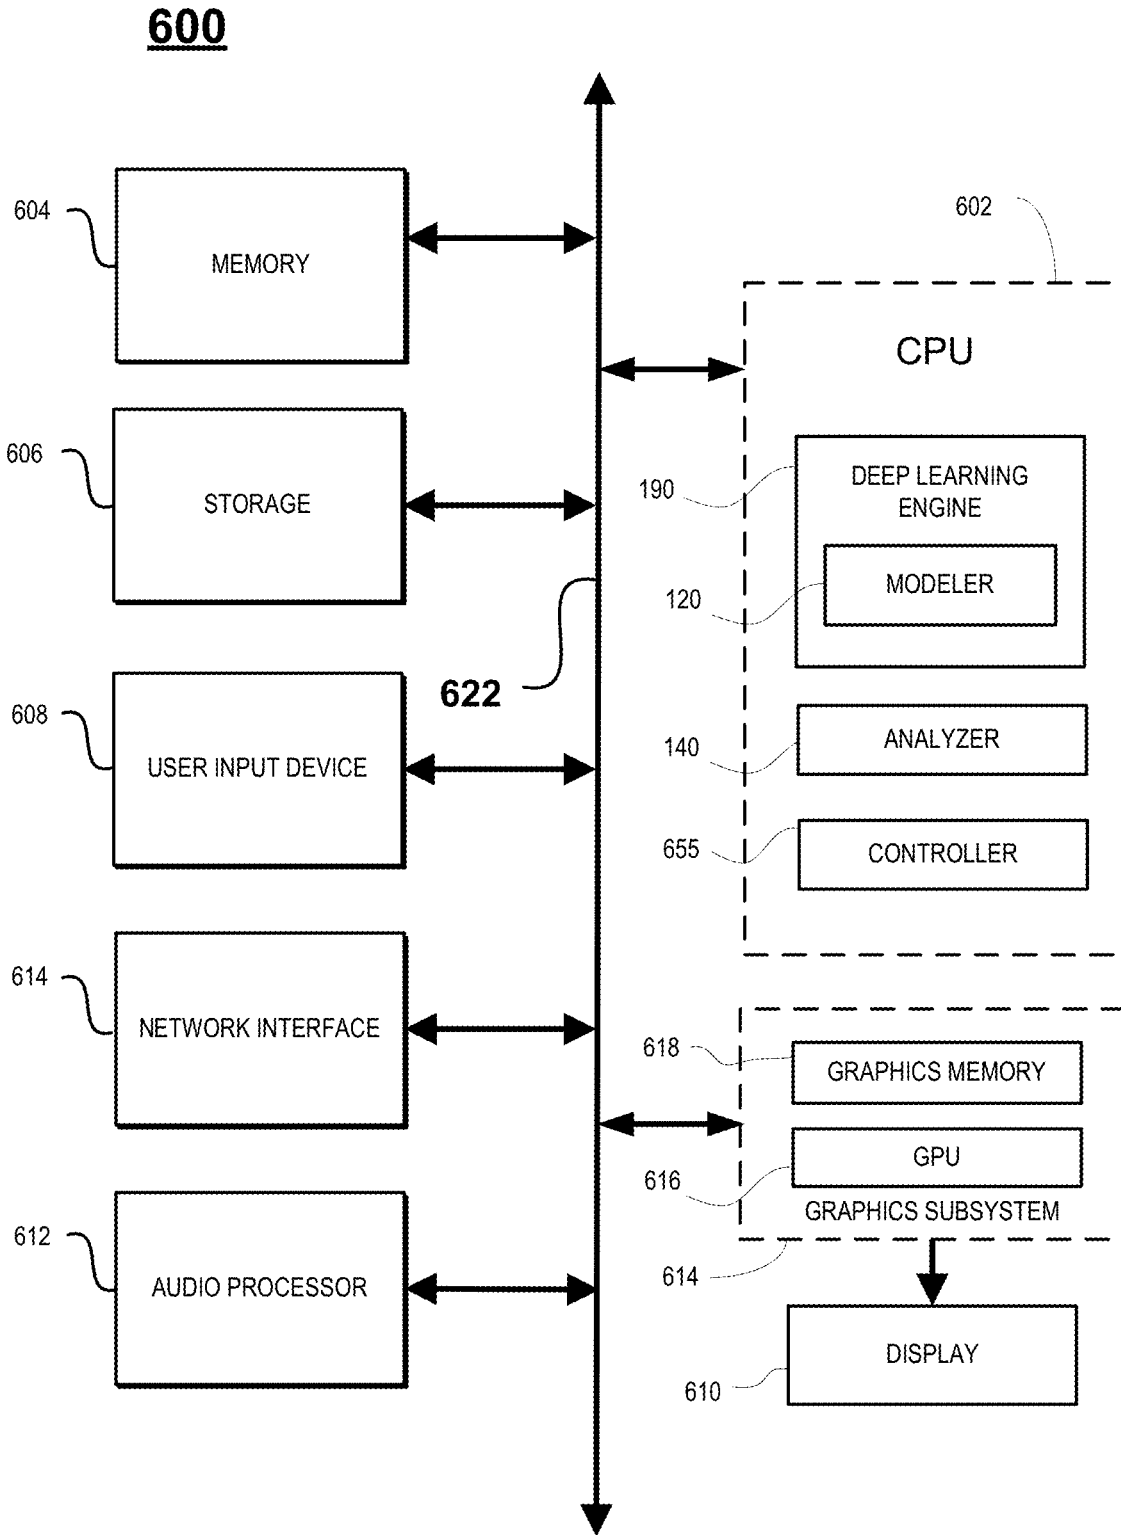 600
604
MEMORY
602
CPU
606
STORAGE
190
DEEP LEARNING
ENGINE
120
MODELER
622
608
USER INPUT DEVICE
140
ANALYZER
655
CONTROLLER
614
NETWORK INTERFACE
618
GRAPHICS MEMORY
616
GPU
GRAPHICS SUBSYSTEM
614
612
AUDIO PROCESSOR
610
DISPLAY